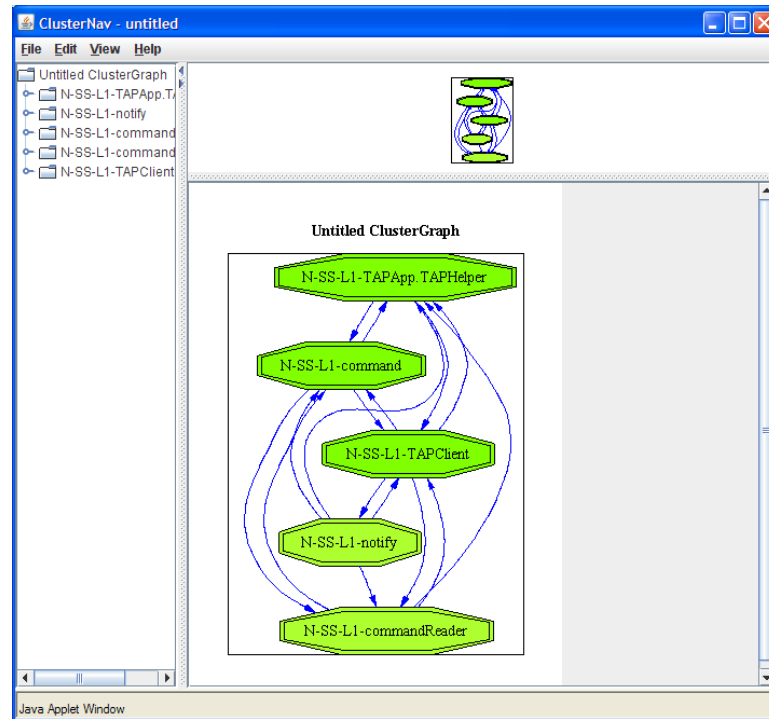 ClusterNav - untitled
File Edit View Help
Untitled ClusterGraph
N-SS-L1-TAPApp.TA
N-SS-L1-notify
N-SS-L1-command
N-SS-L1-command
N-SS-L1-TAPClient
Untitled ClusterGraph
N-SS-L1-TAPApp.TAPHelper
N-SS-L1-command
N-SS-L1-TAPClient
N-SS-L1-notify
N-SS-L1-commandReader
Java Applet Window